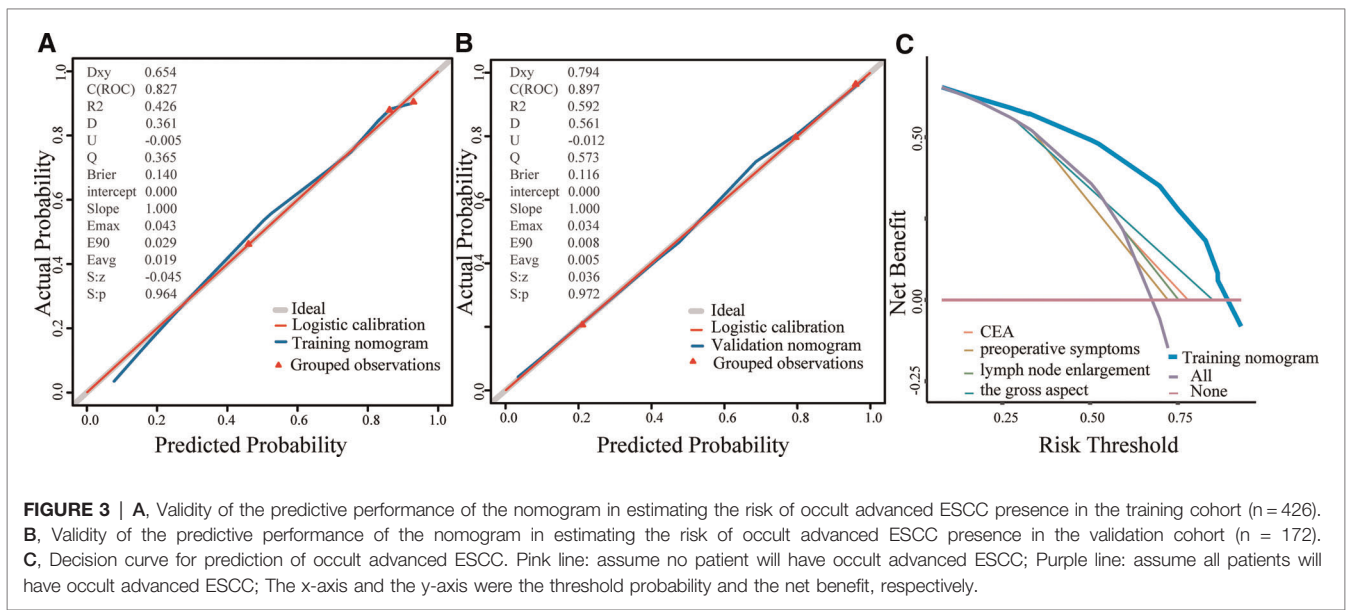 A
Dxy 0.654
C(ROC) 0.827
R2 0.426
D 0.361
U -0.005
Q 0.365
Brier 0.140
intercept 0.000
Slope 1.000
Emax 0.043
E90 0.029
Eavg 0.019
S:z -0.045
S:p 0.964
Ideal
Logistic calibration
Training nomogram
Grouped observations
Actual Probability
0.0 0.2 0.4 0.6 0.8 1.0
0.0 0.2 0.4 0.6 0.8 1.0
Predicted Probability
B
Dxy 0.794
C(ROC) 0.897
R2 0.592
D 0.561
U -0.012
Q 0.573
Brier 0.116
intercept 0.000
Slope 1.000
Emax 0.034
E90 0.008
Eavg 0.005
S:z 0.036
S:p 0.972
Ideal
Logistic calibration
Validation nomogram
Grouped observations
Actual Probability
0.0 0.2 0.4 0.6 0.8 1.0
0.0 0.2 0.4 0.6 0.8 1.0
Predicted Probability
C
Net Benefit
0.50
0.00
-0.25
CEA
preoperative symptoms
lymph node enlargement
the gross aspect
Training nomogram
All
None
0.25 0.50 0.75
Risk Threshold
FIGURE 3 | A, Validity of the predictive performance of the nomogram in estimating the risk of occult advanced ESCC presence in the training cohort (n = 426).
B, Validity of the predictive performance of the nomogram in estimating the risk of occult advanced ESCC presence in the validation cohort (n = 172).
C, Decision curve for prediction of occult advanced ESCC. Pink line: assume no patient will have occult advanced ESCC; Purple line: assume all patients will
have occult advanced ESCC; The x-axis and the y-axis were the threshold probability and the net benefit, respectively.